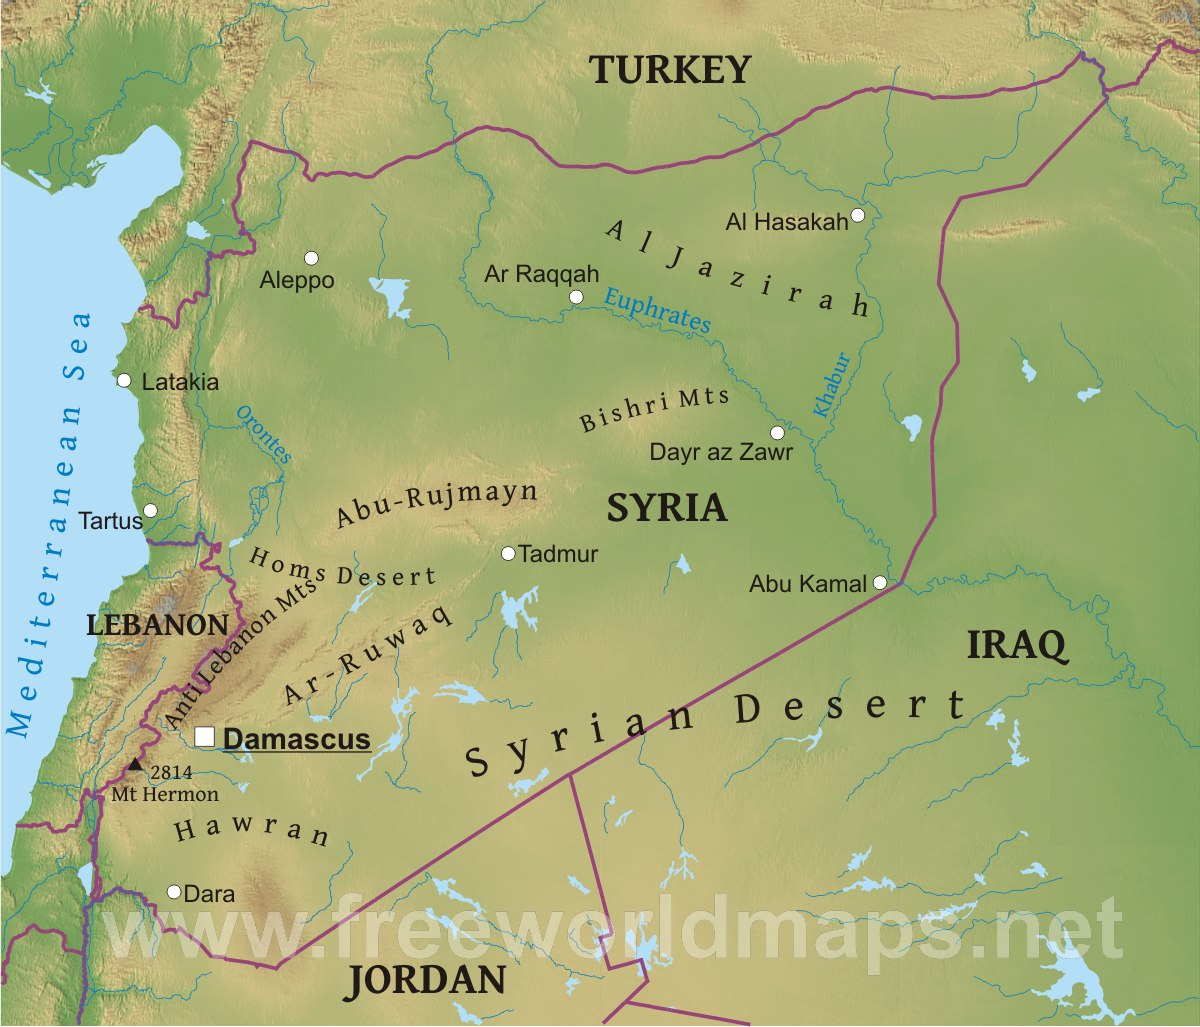 TURKEY
Al Hasakah
Al Jazirah
Aleppo
Ar Raqqah
Euphrates
Mediterranean Sea
Latakia
Khabur
Bishri Mts
Orontes
Dayr az Zawr
Abu-Rujmayn
SYRIA
Tartus
Homs Desert
Tadmur
Abu Kamal
LEBANON
Anti Lebanon Mts
Ar-Ruwaq
IRAQ
Syrian Desert
Damascus
2814
Mt Hermon
Hawran
Dara
www.freeworldmaps.net
JORDAN